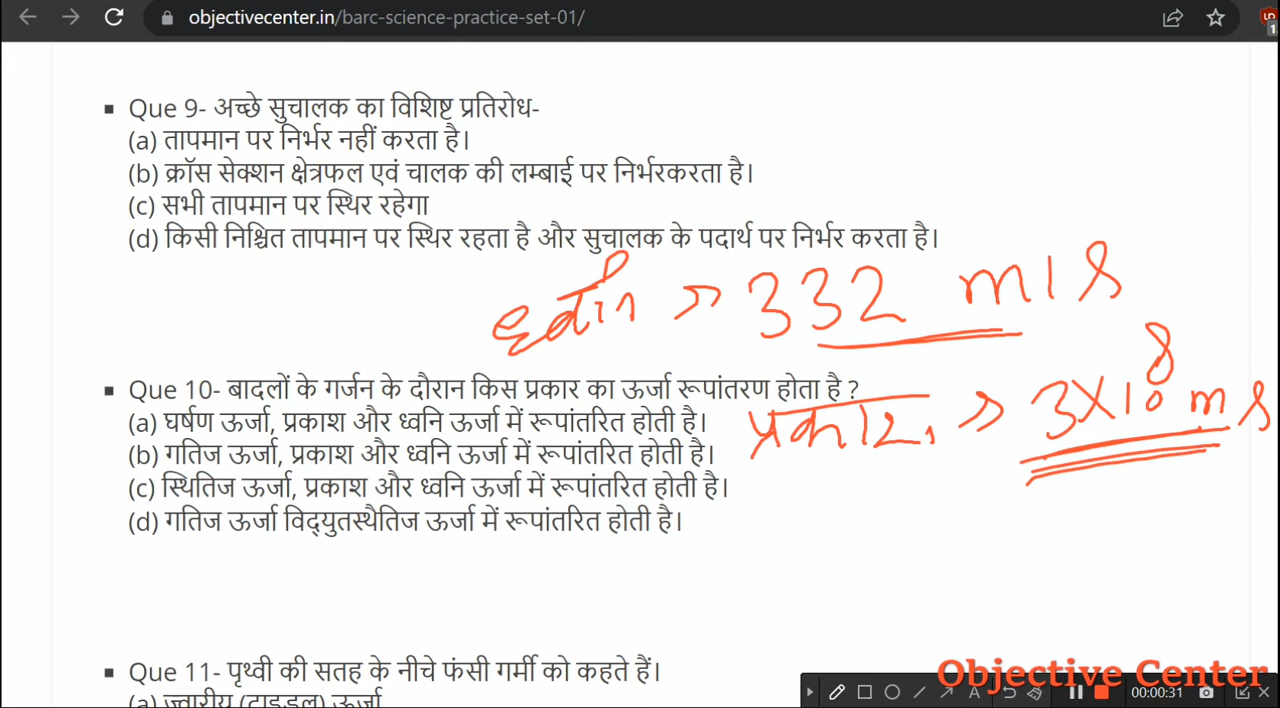 objectivecenter.in/barc-science-practice-set-01/
Que 9- अच्छे सुचालक का विशिष्ट प्रतिरोध-
(a) तापमान पर निर्भर नहीं करता है।
(b) क्रॉस सेक्शन क्षेत्रफल एवं चालक की लम्बाई पर निर्भरकरता है।
(c) सभी तापमान पर स्थिर रहेगा
(d) किसी निश्चित तापमान पर स्थिर रहता है और सुचालक के पदार्थ पर निर्भर करता है।
ध्वनि → 332 m/s
Que 10- बादलों के गर्जन के दौरान किस प्रकार का ऊर्जा रूपांतरण होता है ?
(a) घर्षण ऊर्जा, प्रकाश और ध्वनि ऊर्जा में रूपांतरित होती है।
प्रकाश → 3×10⁸ m/s
(b) गतिज ऊर्जा, प्रकाश और ध्वनि ऊर्जा में रूपांतरित होती है।
(c) स्थितिज ऊर्जा, प्रकाश और ध्वनि ऊर्जा में रूपांतरित होती है।
(d) गतिज ऊर्जा विद्युतस्थैतिज ऊर्जा में रूपांतरित होती है।
Que 11- पृथ्वी की सतह के नीचे फंसी गर्मी को कहते हैं।
Objective Center
(a) ज्वारीय (टाइडल) ऊर्जा
A
00:00:31